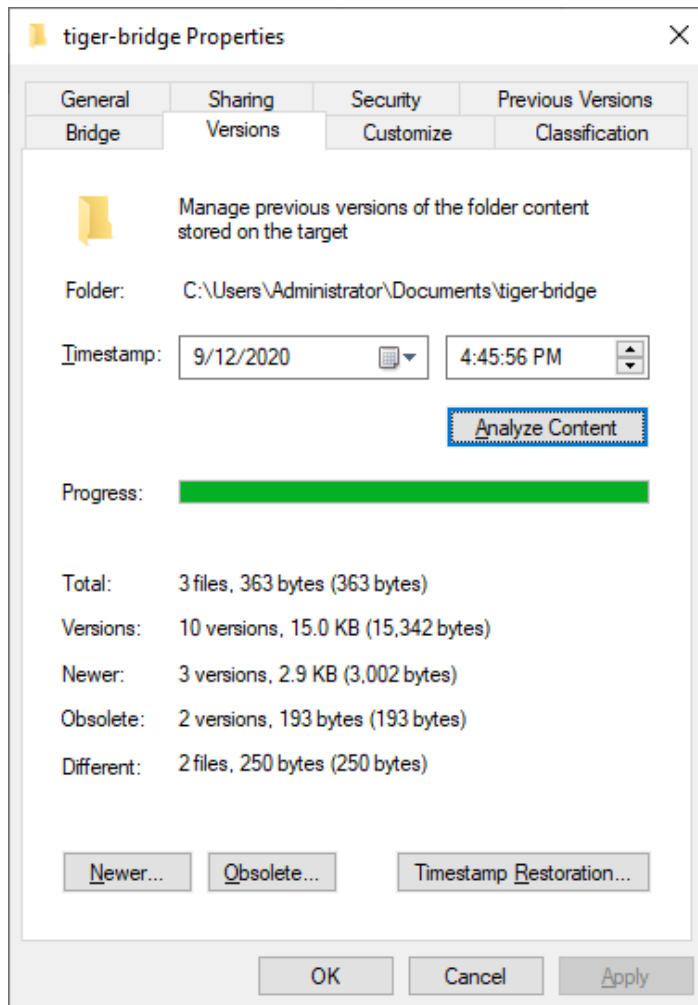 tiger-bridge Properties
General Sharing Security Previous Versions
Bridge Versions Customize Classification
Manage previous versions of the folder content
stored on the target
Folder: C:\Users\Administrator\Documents\tiger-bridge
Timestamp: 9/12/2020 4:45:56 PM
Analyze Content
Progress:
Total: 3 files, 363 bytes (363 bytes)
Versions: 10 versions, 15.0 KB (15,342 bytes)
Newer: 3 versions, 2.9 KB (3,002 bytes)
Obsolete: 2 versions, 193 bytes (193 bytes)
Different: 2 files, 250 bytes (250 bytes)
Newer... Obsolete... Timestamp Restoration...
OK Cancel Apply